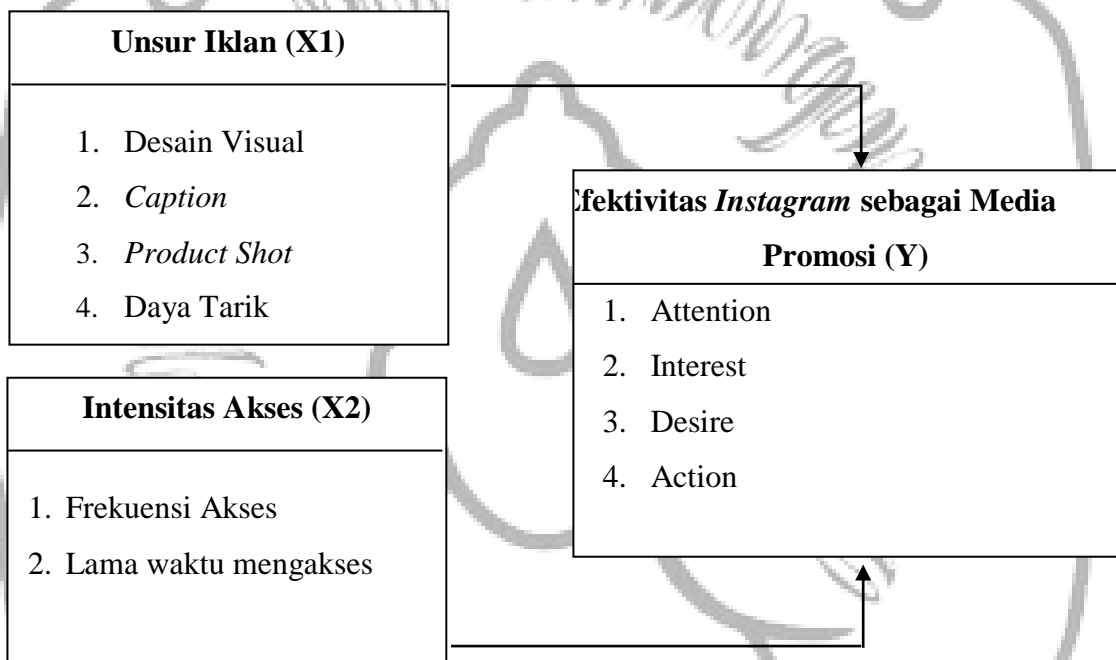 Unsur Iklan (X1)
1. Desain Visual
2. Caption
3. Product Shot
4. Daya Tarik
Intensitas Akses (X2)
1. Frekuensi Akses
2. Lama waktu mengakses
Efektivitas Instagram sebagai Media
Promosi (Y)
1. Attention
2. Interest
3. Desire
4. Action